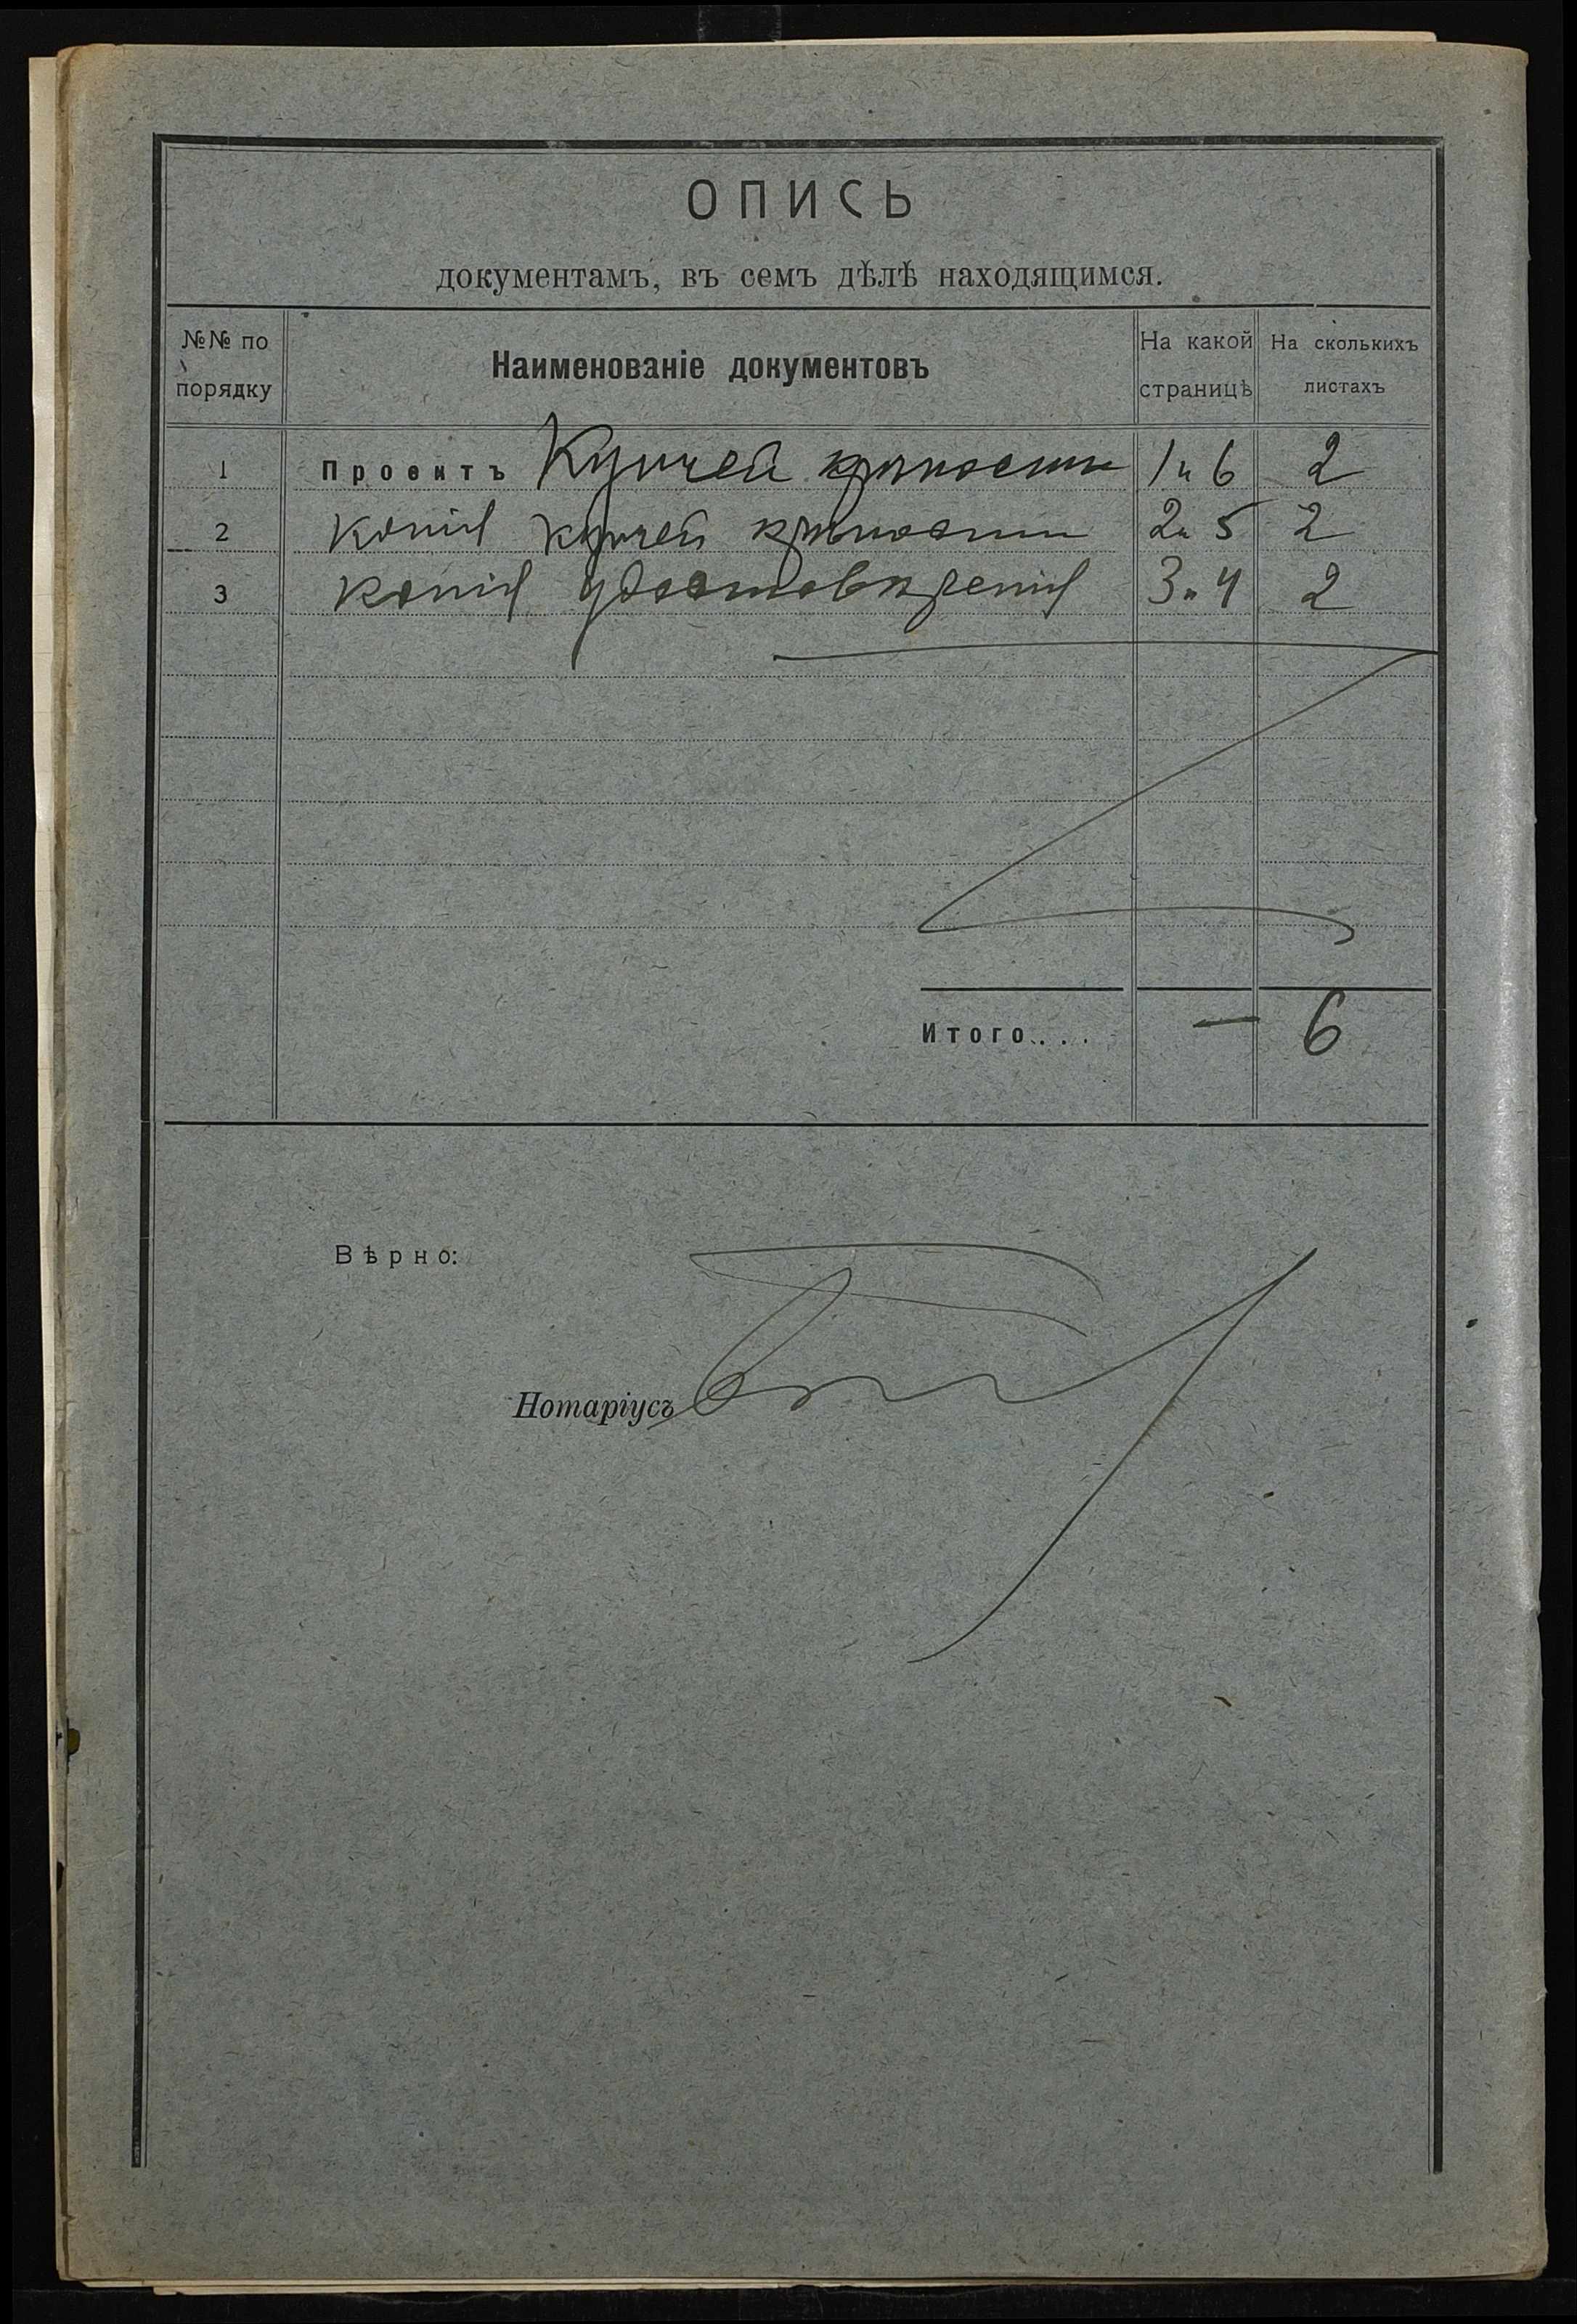 ОПИСЬ
документамъ, въ семъ дѣлѣ находящимся.
№№ по порядку Наименованіе документовъ На какой страницѣ На сколькихъ листахъ
1 Проектъ Купчей крѣпости 1 и 6 2
2 Копія купчей крѣпости 2 и 5 2
3 Копія удостовѣренія 3 и 4 2
Итого.... — 6
Вѣрно:
Нотаріусъ